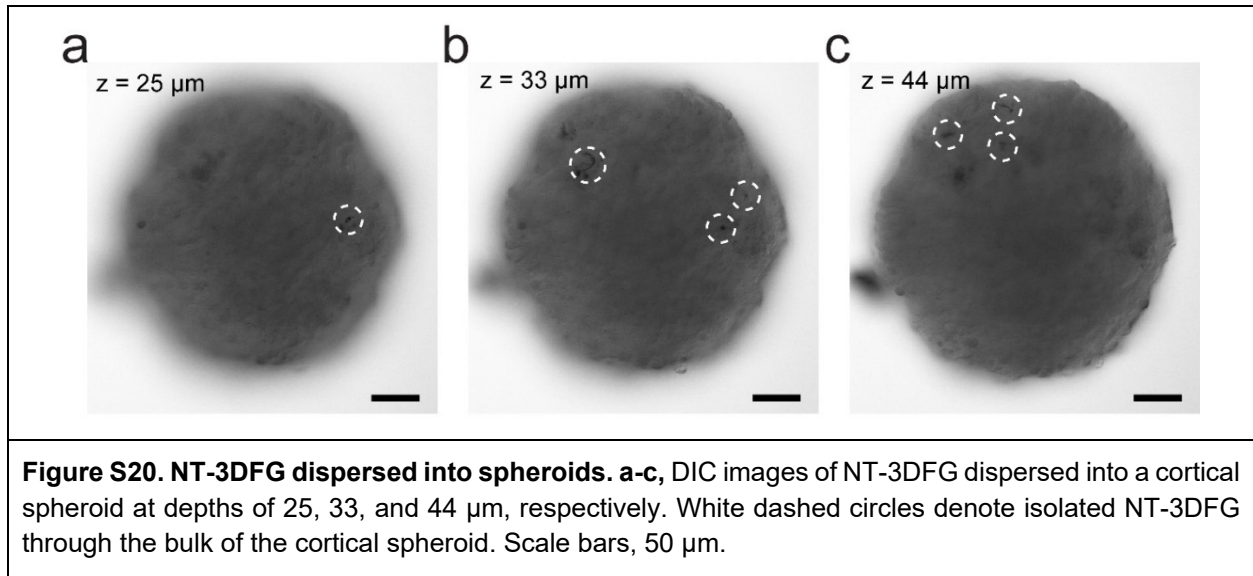 a
b
c
z = 25 µm
z = 33 µm
z = 44 µm
Figure S20. NT-3DFG dispersed into spheroids. a-c, DIC images of NT-3DFG dispersed into a cortical
spheroid at depths of 25, 33, and 44 µm, respectively. White dashed circles denote isolated NT-3DFG
through the bulk of the cortical spheroid. Scale bars, 50 µm.